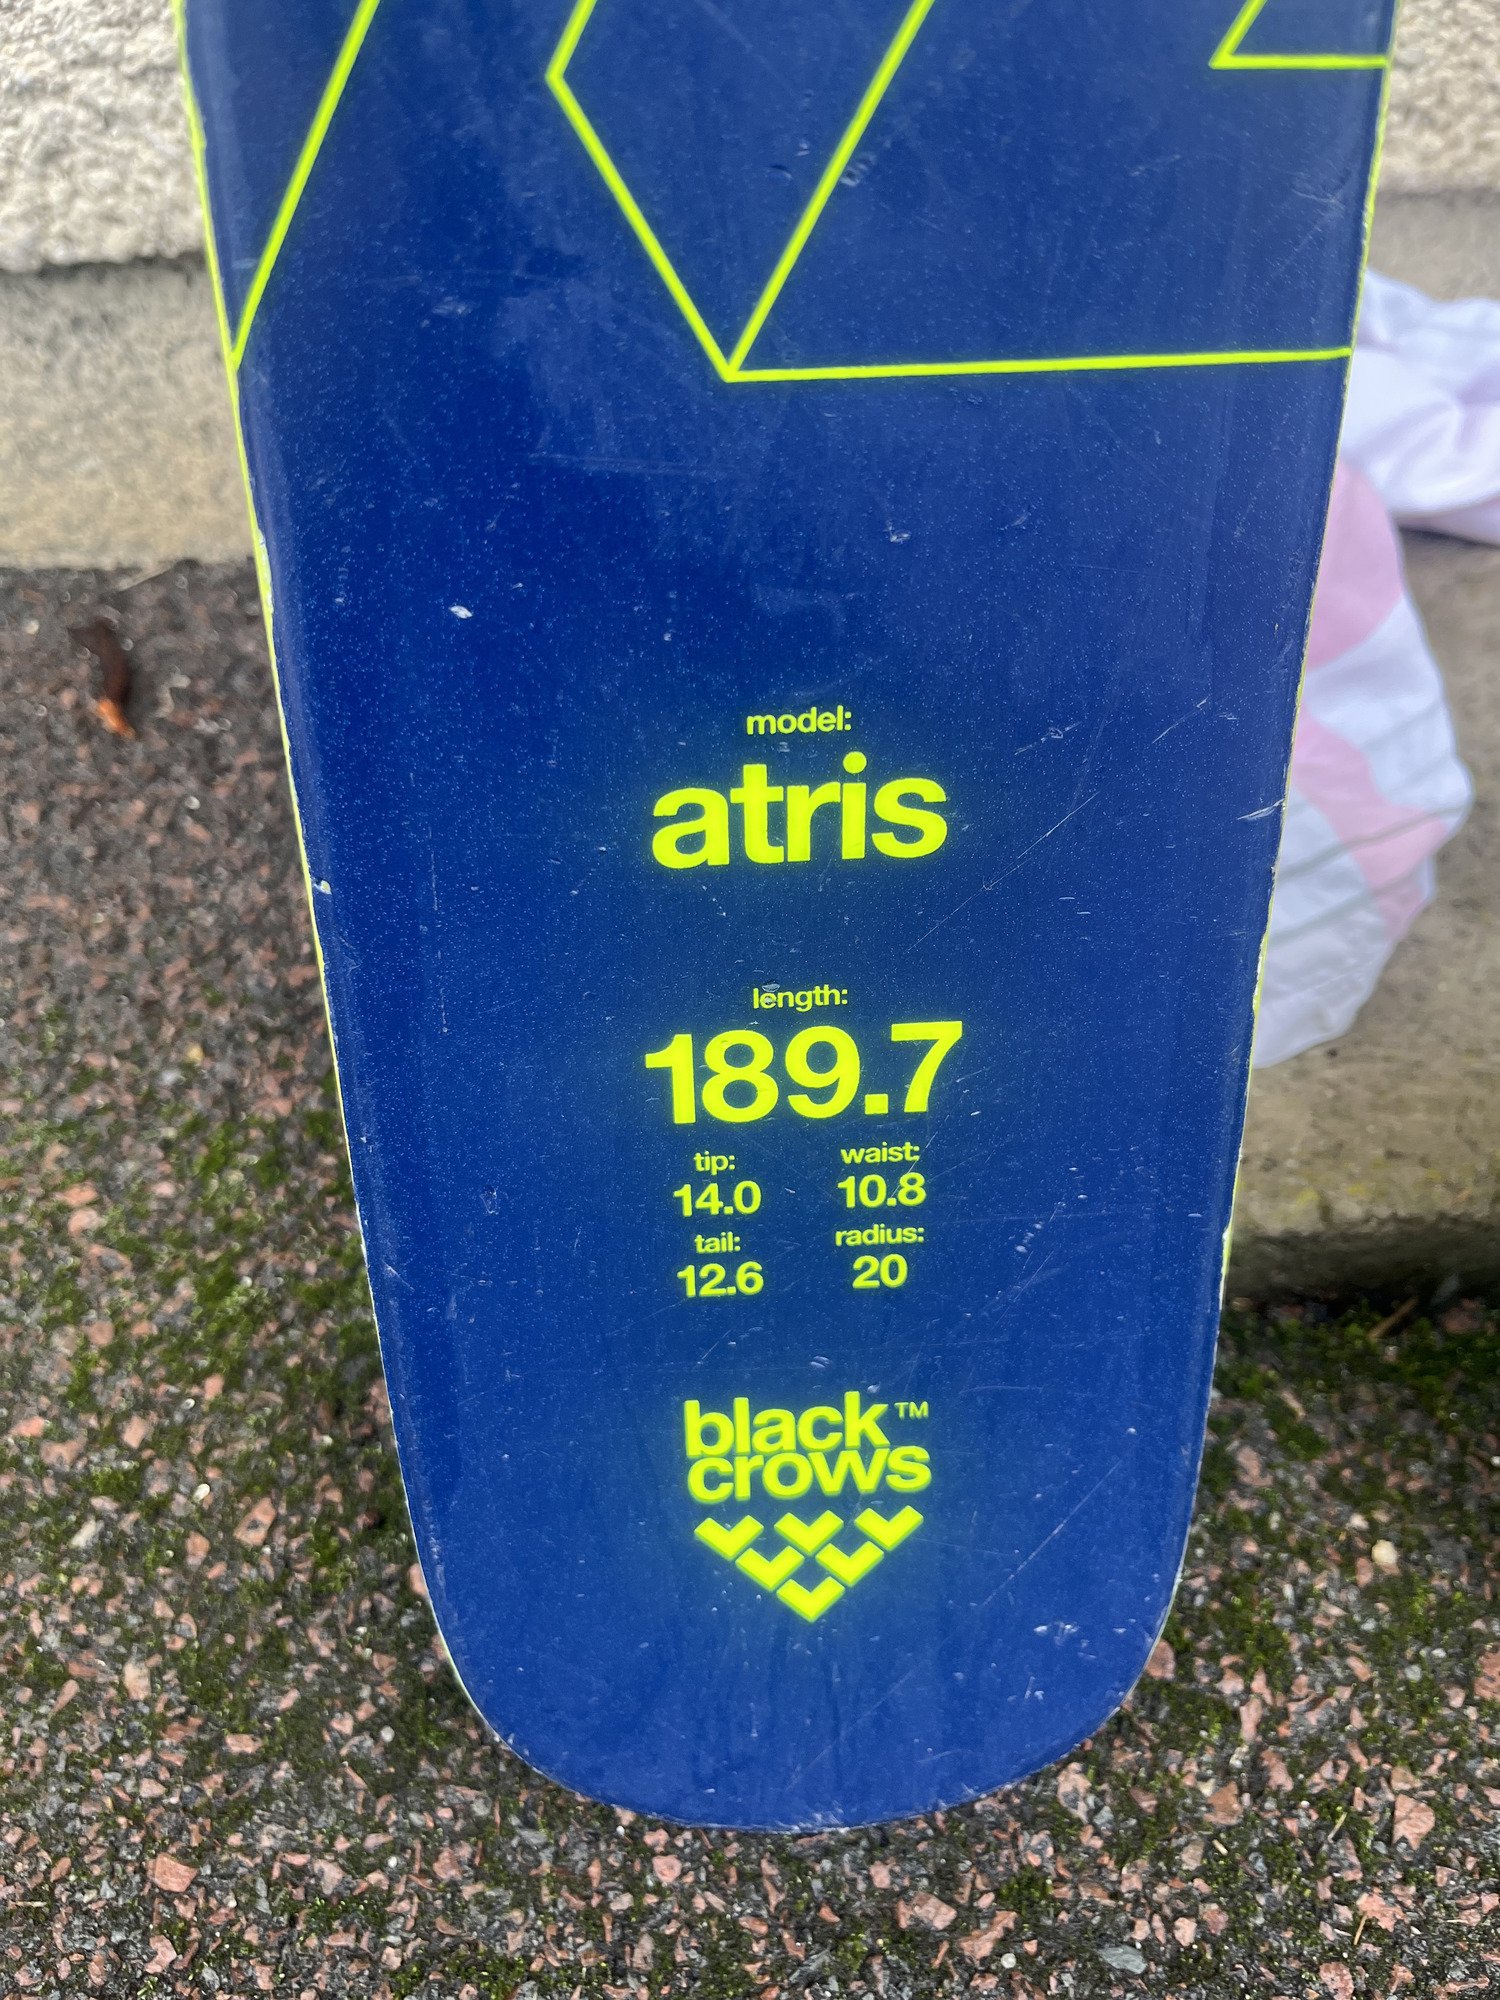 model:
atris
length:
189.7
tip: waist:
14.0 10.8
tail: radius:
12.6 20
black™
crows